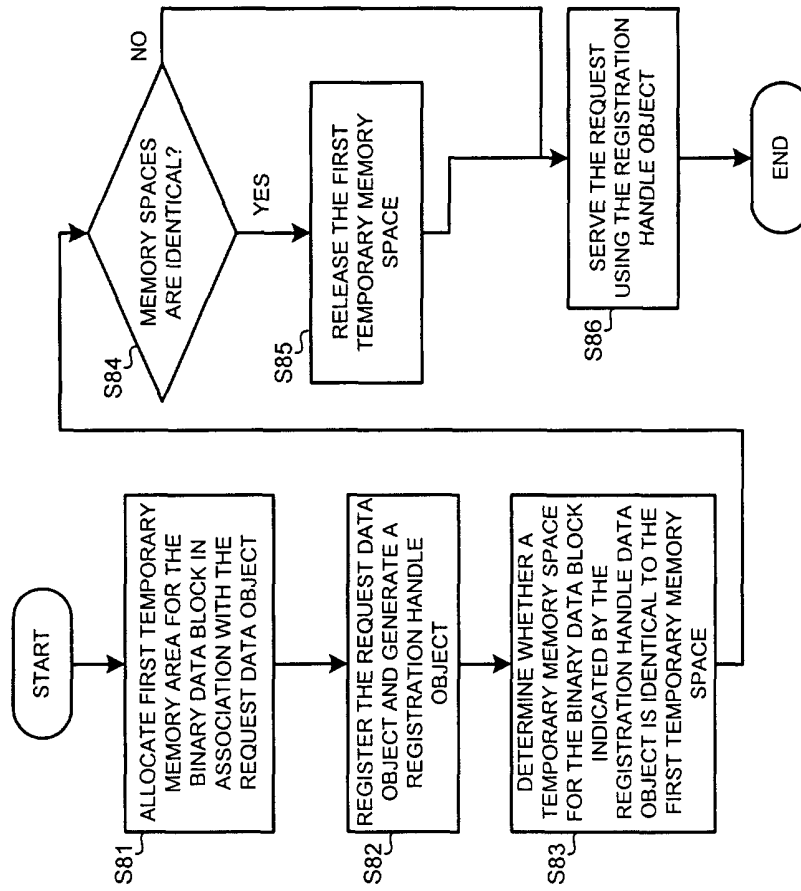 START
S81
ALLOCATE FIRST TEMPORARY
MEMORY AREA FOR THE
BINARY DATA BLOCK IN
ASSOCIATION WITH THE
REQUEST DATA OBJECT
S82
REGISTER THE REQUEST DATA
OBJECT AND GENERATE A
REGISTRATION HANDLE
OBJECT
S83
DETERMINE WHETHER A
TEMPORARY MEMORY SPACE
FOR THE BINARY DATA BLOCK
INDICATED BY THE
REGISTRATION HANDLE DATA
OBJECT IS IDENTICAL TO THE
FIRST TEMPORARY MEMORY
SPACE
S84
MEMORY SPACES
ARE IDENTICAL?
NO
YES
S85
RELEASE THE FIRST
TEMPORARY MEMORY
SPACE
S86
SERVE THE REQUEST
USING THE REGISTRATION
HANDLE OBJECT
END